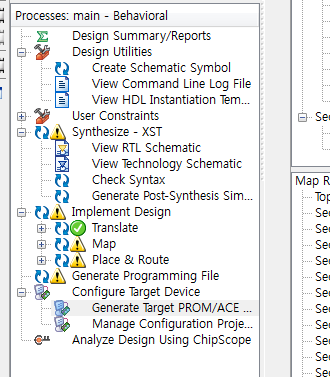 Processes: main - Behavioral
Design Summary/Reports
Design Utilities
Create Schematic Symbol
View Command Line Log File
View HDL Instantiation Tem...
User Constraints
Synthesize - XST
View RTL Schematic
View Technology Schematic
Check Syntax
Generate Post-Synthesis Sim...
Implement Design
Translate
Map
Place & Route
Generate Programming File
Configure Target Device
Generate Target PROM/ACE ...
Manage Configuration Proje...
Analyze Design Using ChipScope
Sec
Map R
Top
Sec
Sec
Sec
Sec
Sec
Sec
Sec
Sec
Sec